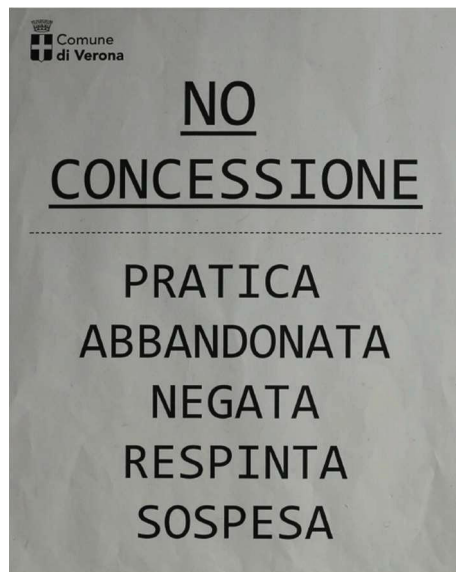 Comune
di Verona
NO
CONCESSIONE
PRATICA
ABBANDONATA
NEGATA
RESPINTA
SOSPESA